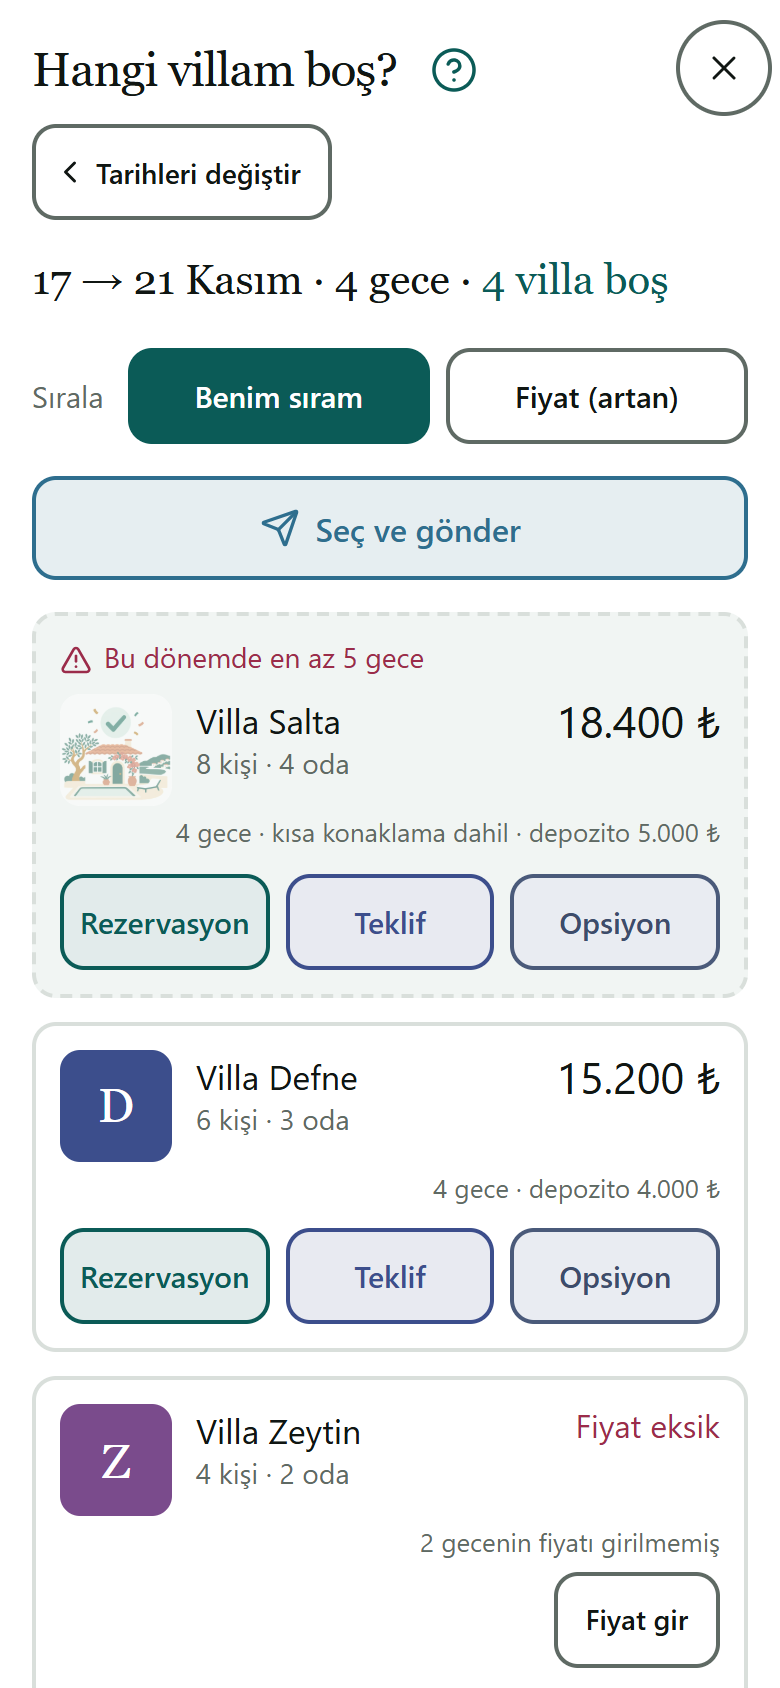 Hangi villam boş?
Tarihleri değiştir
17 → 21 Kasım · 4 gece · 4 villa boş
Sırala
Benim sıram
Fiyat (artan)
Seç ve gönder
Bu dönemde en az 5 gece
Villa Salta
18.400 ₺
8 kişi · 4 oda
4 gece · kısa konaklama dahil · depozito 5.000 ₺
Rezervasyon
Teklif
Opsiyon
D
Villa Defne
15.200 ₺
6 kişi · 3 oda
4 gece · depozito 4.000 ₺
Rezervasyon
Teklif
Opsiyon
Z
Villa Zeytin
Fiyat eksik
4 kişi · 2 oda
2 gecenin fiyatı girilmemiş
Fiyat gir